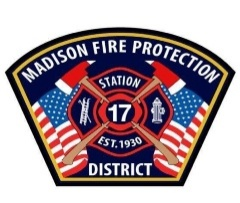 MADISON FIRE PROTECTION
STATION
17
EST. 1930
DISTRICT